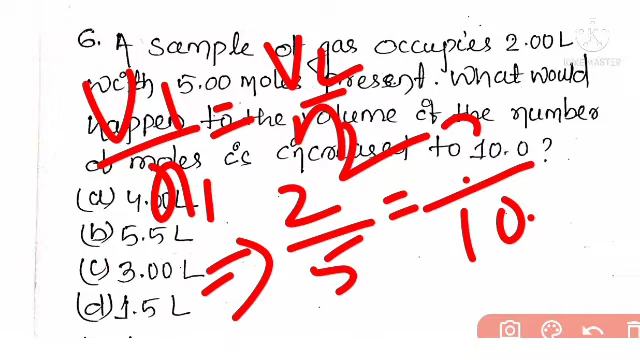 6. A sample of gas occupies 2.00 L
with 5.00 moles present. What would
happen to the volume if the number
of moles is increased to 10.0 ?
(a) 4.00 L
(b) 5.5 L
(c) 3.00 L
(d) 1.5 L
V1/n1 = V2/n2
⇒ 2/5 = ?/10.